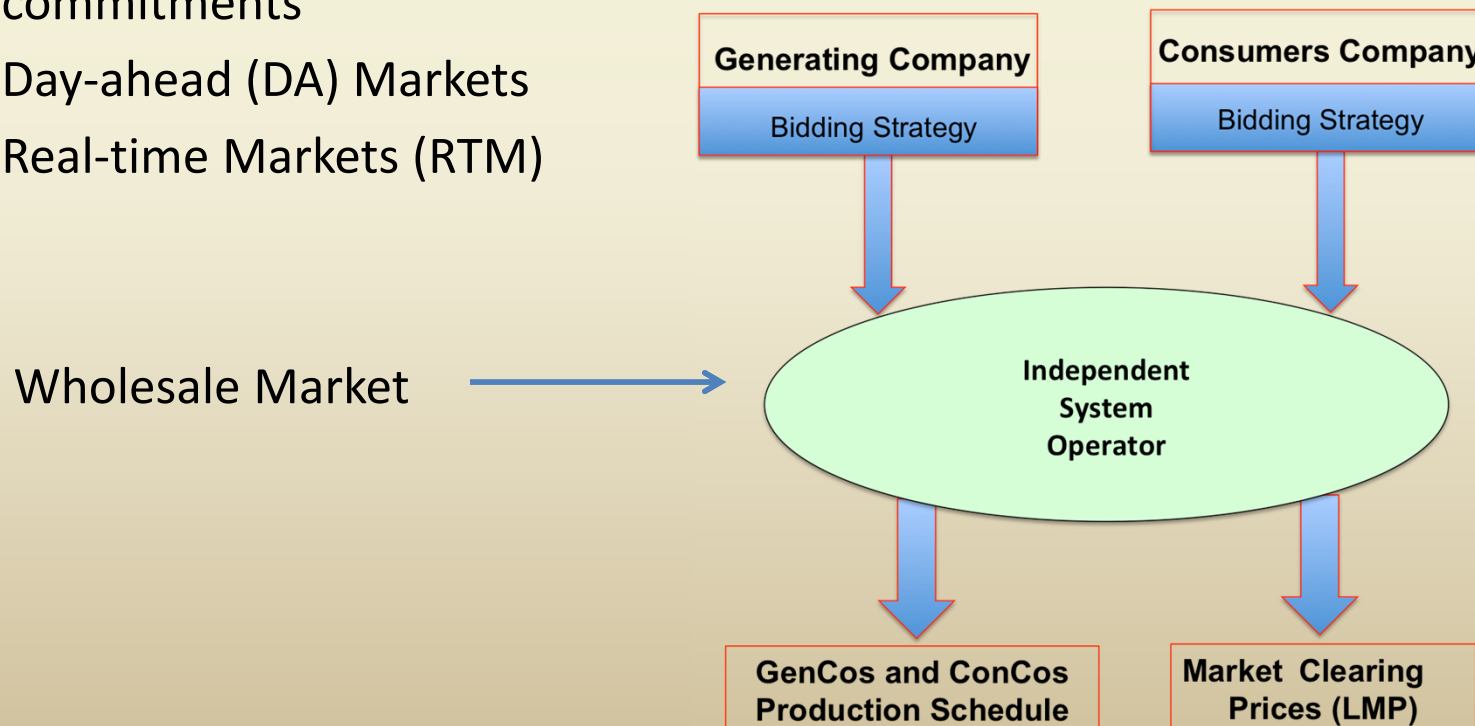 commitments
Day-ahead (DA) Markets
Real-time Markets (RTM)
Wholesale Market
Generating Company
Bidding Strategy
Consumers Company
Bidding Strategy
Independent
System
Operator
GenCos and ConCos
Production Schedule
Market Clearing
Prices (LMP)